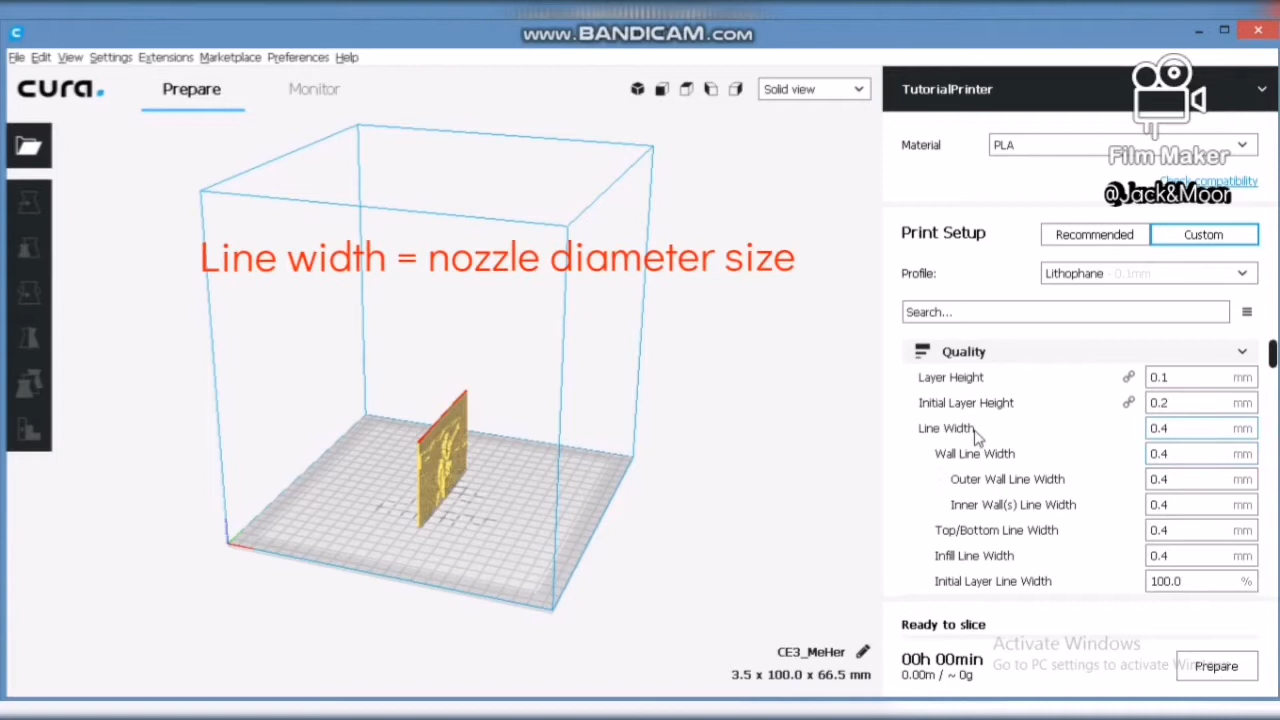 www.BANDICAM.com
File Edit View Settings Extensions Marketplace Preferences Help
cura. Prepare Monitor Solid view TutorialPrinter
Material PLA
Film Maker
Check compatibility
@Jack&Moor
Print Setup Recommended Custom
Line width = nozzle diameter size
Profile: Lithophane - 0.1mm
Search...
Quality
Layer Height 0.1 mm
Initial Layer Height 0.2 mm
Line Width 0.4 mm
Wall Line Width 0.4 mm
Outer Wall Line Width 0.4 mm
Inner Wall(s) Line Width 0.4 mm
Top/Bottom Line Width 0.4 mm
Infill Line Width 0.4 mm
Initial Layer Line Width 100.0 %
Ready to slice
Activate Windows
Go to PC settings to activate Windows.
00h 00min
0.00m / ~ 0g
Prepare
CE3_MeHer
3.5 x 100.0 x 66.5 mm